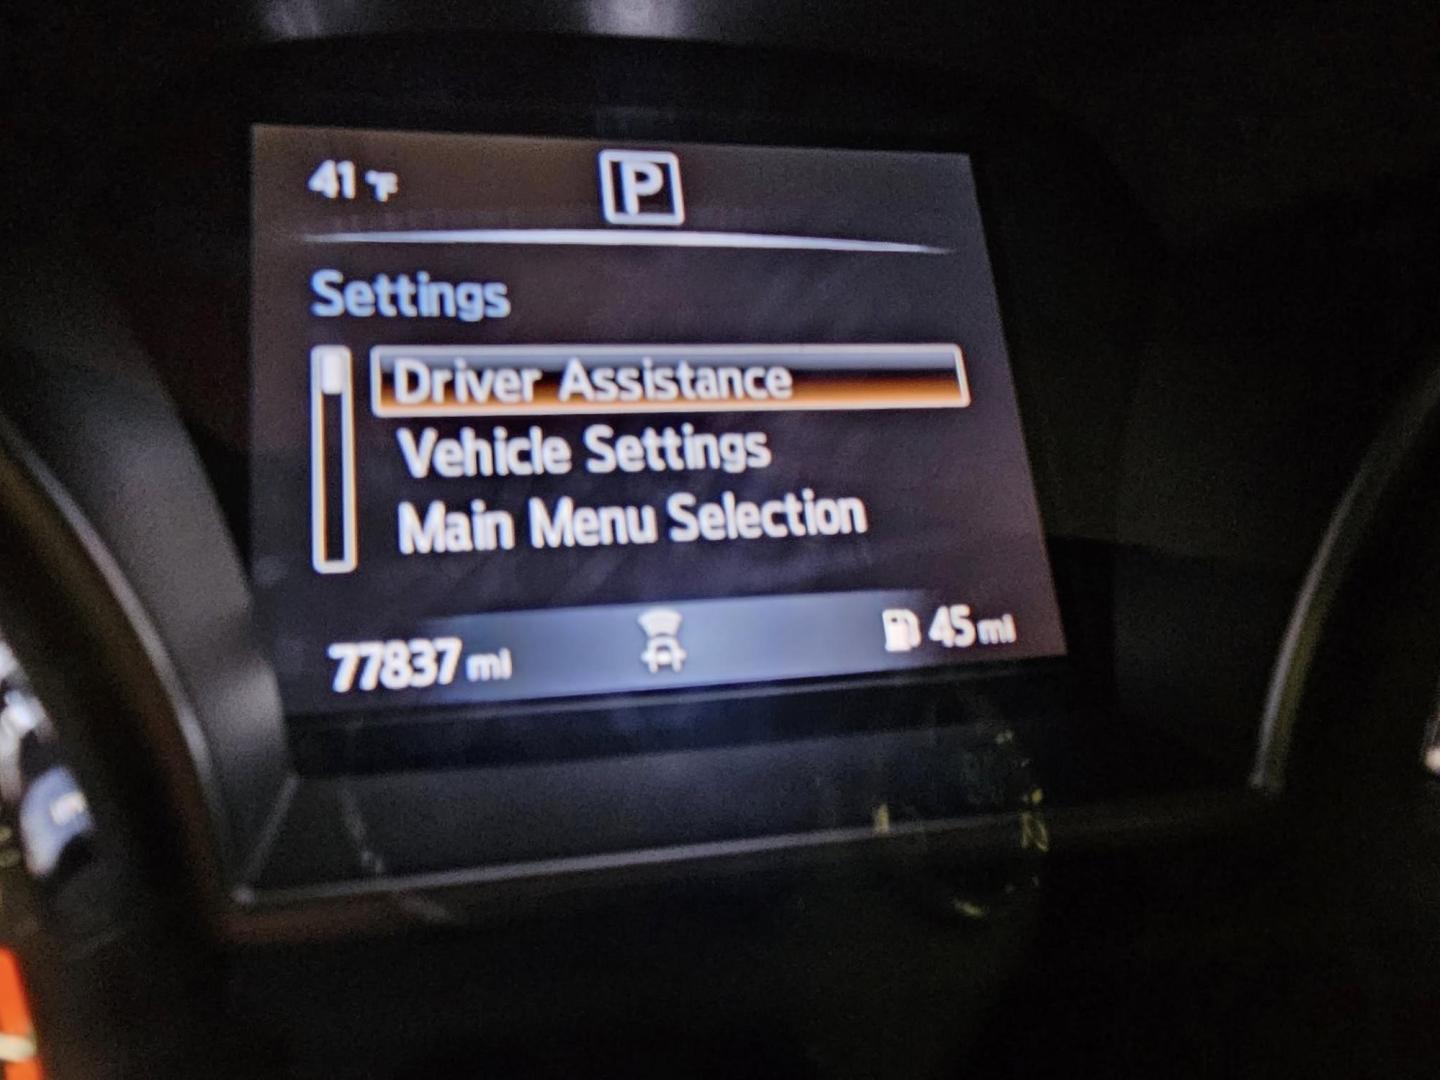 41 °F
P
Settings
Driver Assistance
Vehicle Settings
Main Menu Selection
77837 mi
45 mi